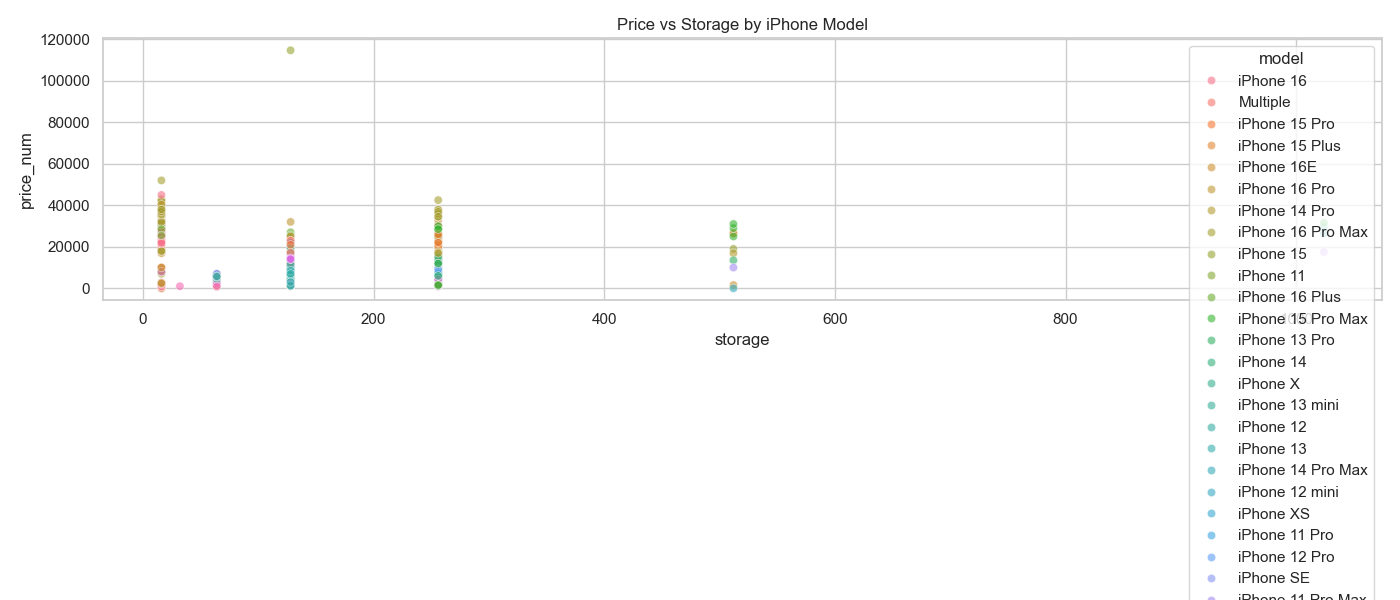 Price vs Storage by iPhone Model
120000
100000
80000
60000
40000
20000
0
price_num
0
200
400
600
800
storage
model
iPhone 16
Multiple
iPhone 15 Pro
iPhone 15 Plus
iPhone 16E
iPhone 16 Pro
iPhone 14 Pro
iPhone 16 Pro Max
iPhone 15
iPhone 11
iPhone 16 Plus
iPhone 15 Pro Max
iPhone 13 Pro
iPhone 14
iPhone X
iPhone 13 mini
iPhone 12
iPhone 13
iPhone 14 Pro Max
iPhone 12 mini
iPhone XS
iPhone 11 Pro
iPhone 12 Pro
iPhone SE
iPhone 11 Pro Max